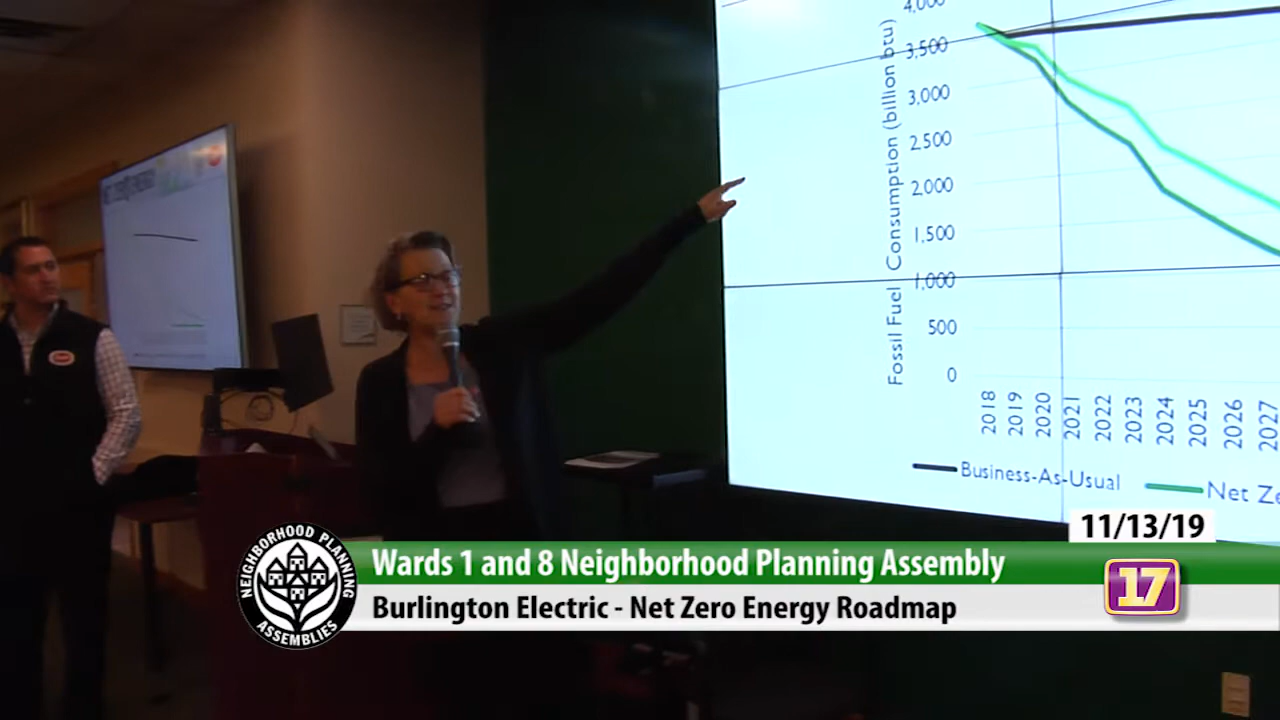 4,000
3,500
3,000
2,500
2,000
1,500
1,000
500
0
Fossil Fuel Consumption (billion btu)
2018 2019 2020 2021 2022 2023 2024 2025 2026 2027
Business-As-Usual Net Ze
11/13/19
NEIGHBORHOOD PLANNING
ASSEMBLIES
Wards 1 and 8 Neighborhood Planning Assembly
Burlington Electric - Net Zero Energy Roadmap
17